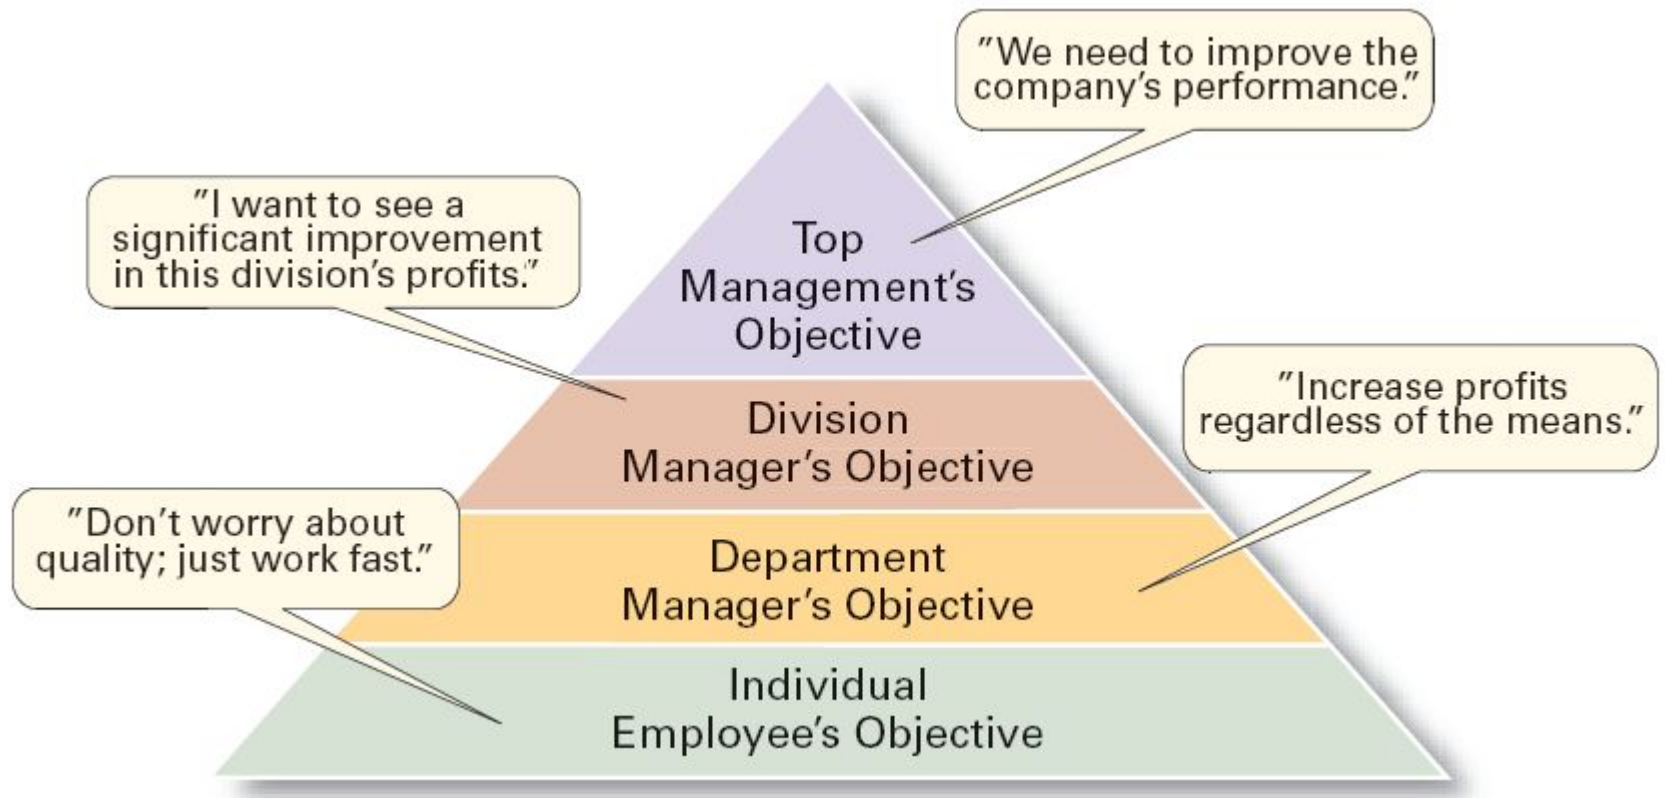 ”We need to improve the
company’s performance.”
”I want to see a
significant improvement
in this division’s profits.”
Top
Management’s
Objective
”Increase profits
regardless of the means.”
Division
Manager’s Objective
”Don’t worry about
quality; just work fast.”
Department
Manager’s Objective
Individual
Employee’s Objective